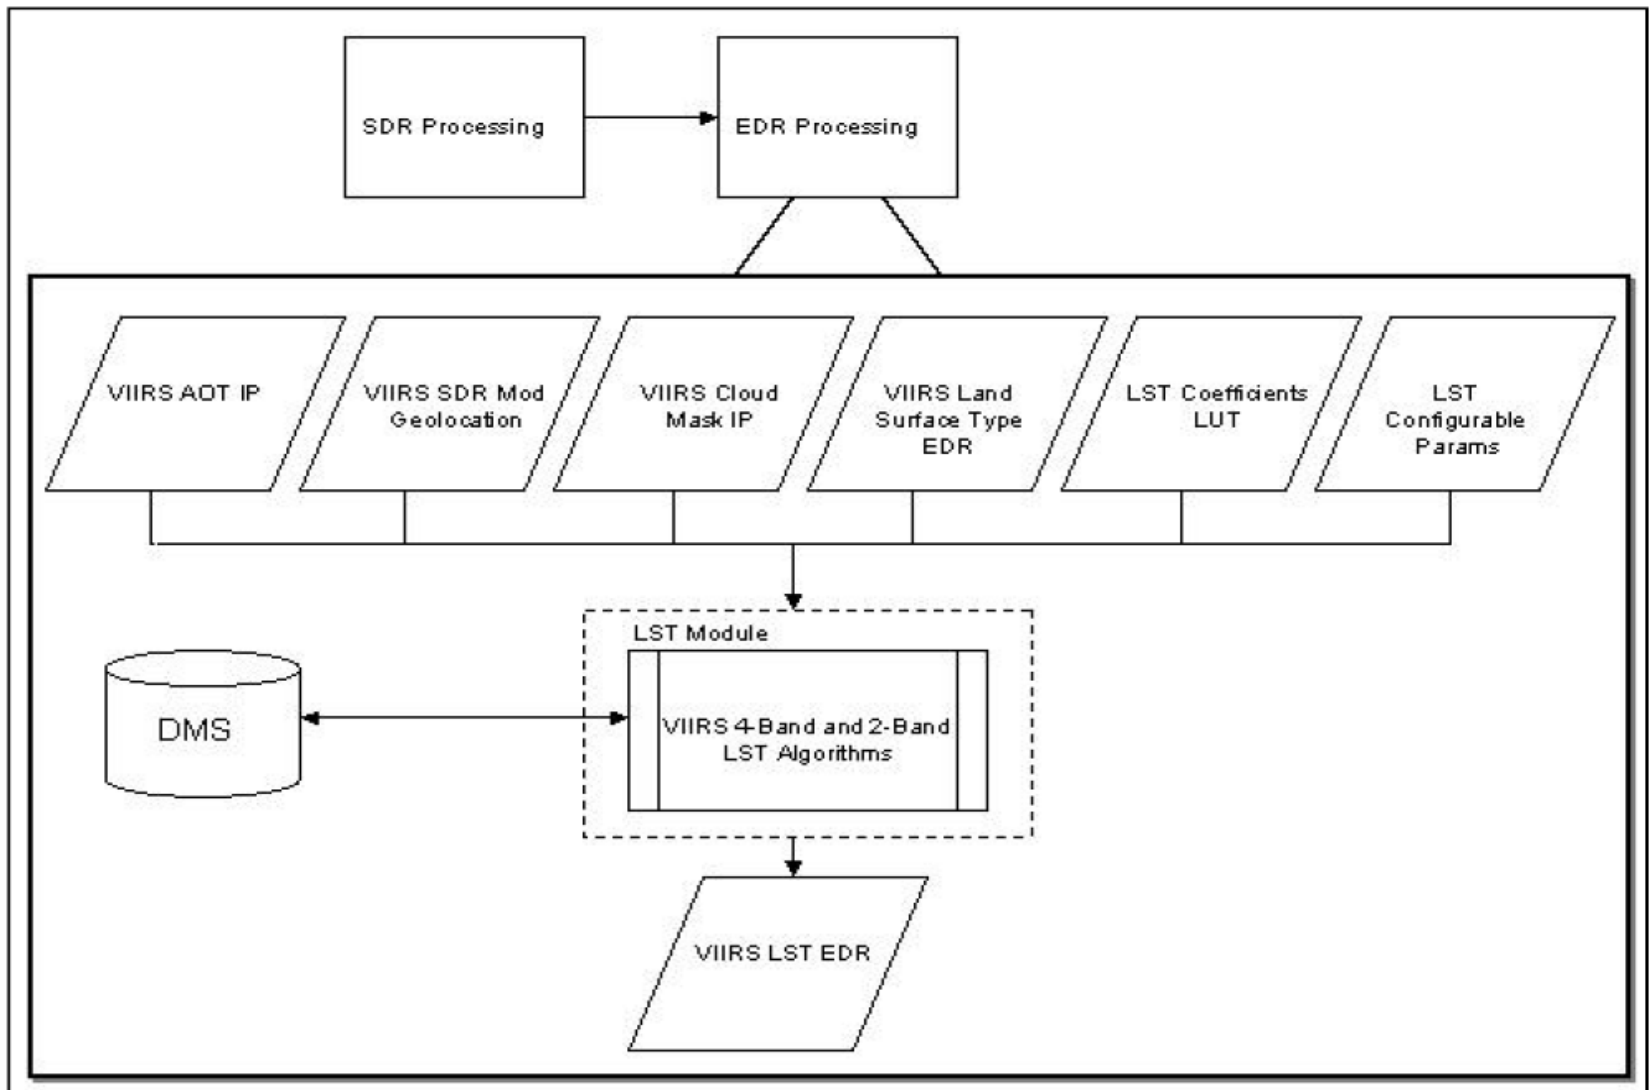 SDR Processing
EDR Processing
VIIRS AOT IP
VIIRS SDR Mod
Geolocation
VIIRS Cloud
Mask IP
VIIRS Land
Surface Type
EDR
LST Coefficients
LUT
LST
Configurable
Params
LST Module
DMS
VIIRS 4-Band and 2-Band
LST Algorithms
VIIRS LST EDR